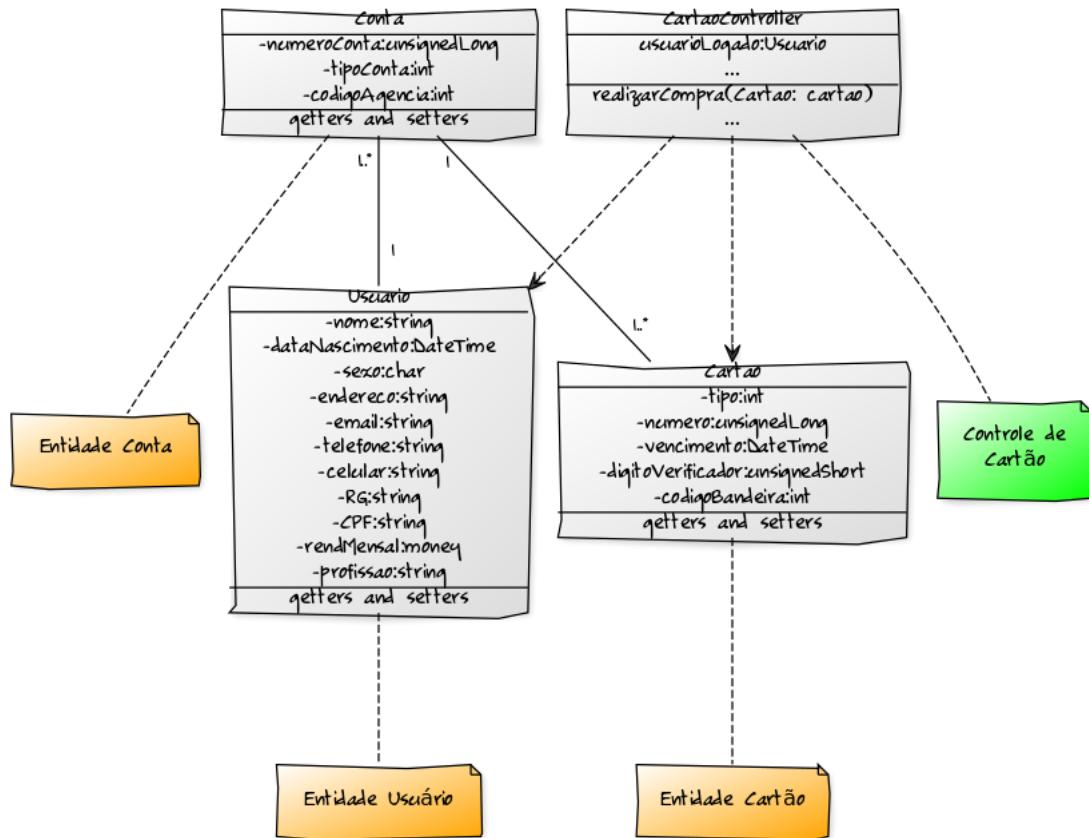 Conta
-numeroConta:unsignedLong
-tipoConta:int
-codigoAgencia:int
getters and setters
CartaoController
usuarioLogado:Usuario
...
realizarCompra(Cartao: cartao)
...
1..*
1
1
1..*
Usuario
-nome:string
-dataNascimento:DateTime
-sexo:char
-endereco:string
-email:string
-telefone:string
-celular:string
-RG:string
-CPF:string
-rendMensal:money
-profissao:string
getters and setters
Cartao
-tipo:int
-numero:unsignedLong
-vencimento:DateTime
-digitoVerificador:unsignedShort
-codigoBandeira:int
getters and setters
Entidade Conta
Controle de
Cartão
Entidade Usuário
Entidade Cartão